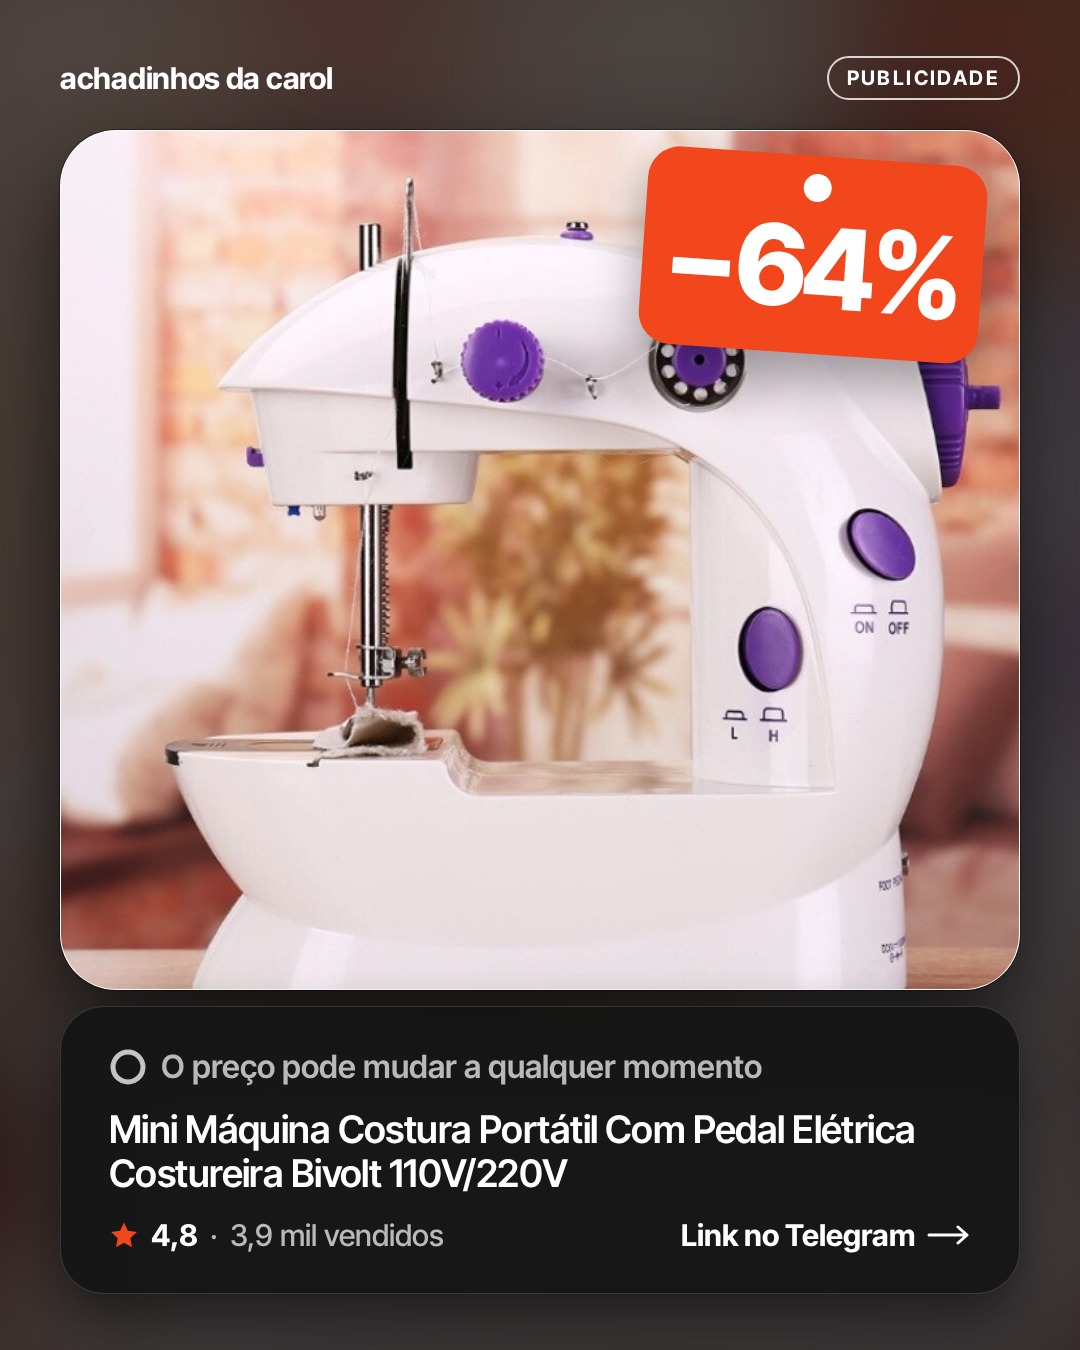 achadinhos da carol
PUBLICIDADE
–64%
ON OFF
L H
O preço pode mudar a qualquer momento
Mini Máquina Costura Portátil Com Pedal Elétrica
Costureira Bivolt 110V/220V
4,8 · 3,9 mil vendidos
Link no Telegram →